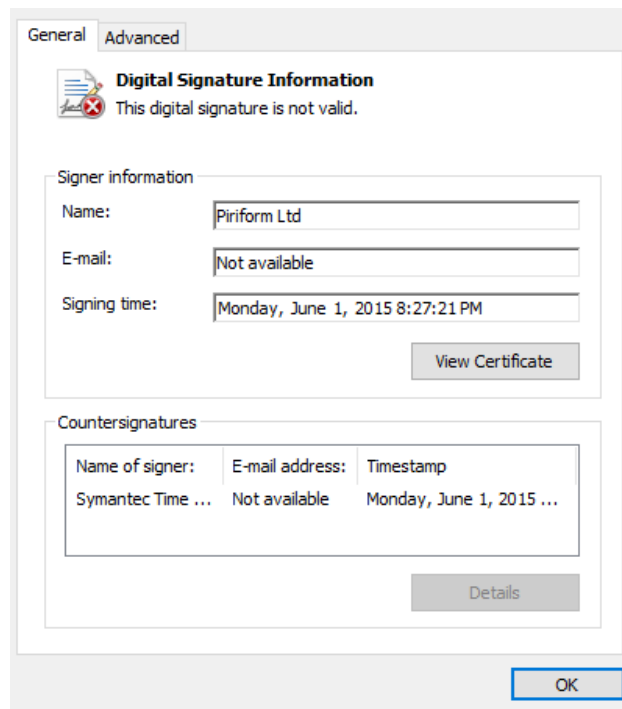 General Advanced
Digital Signature Information
This digital signature is not valid.
Signer information
Name: Piriform Ltd
E-mail: Not available
Signing time: Monday, June 1, 2015 8:27:21 PM
View Certificate
Countersignatures
Name of signer: E-mail address: Timestamp
Symantec Time ... Not available Monday, June 1, 2015 ...
Details
OK